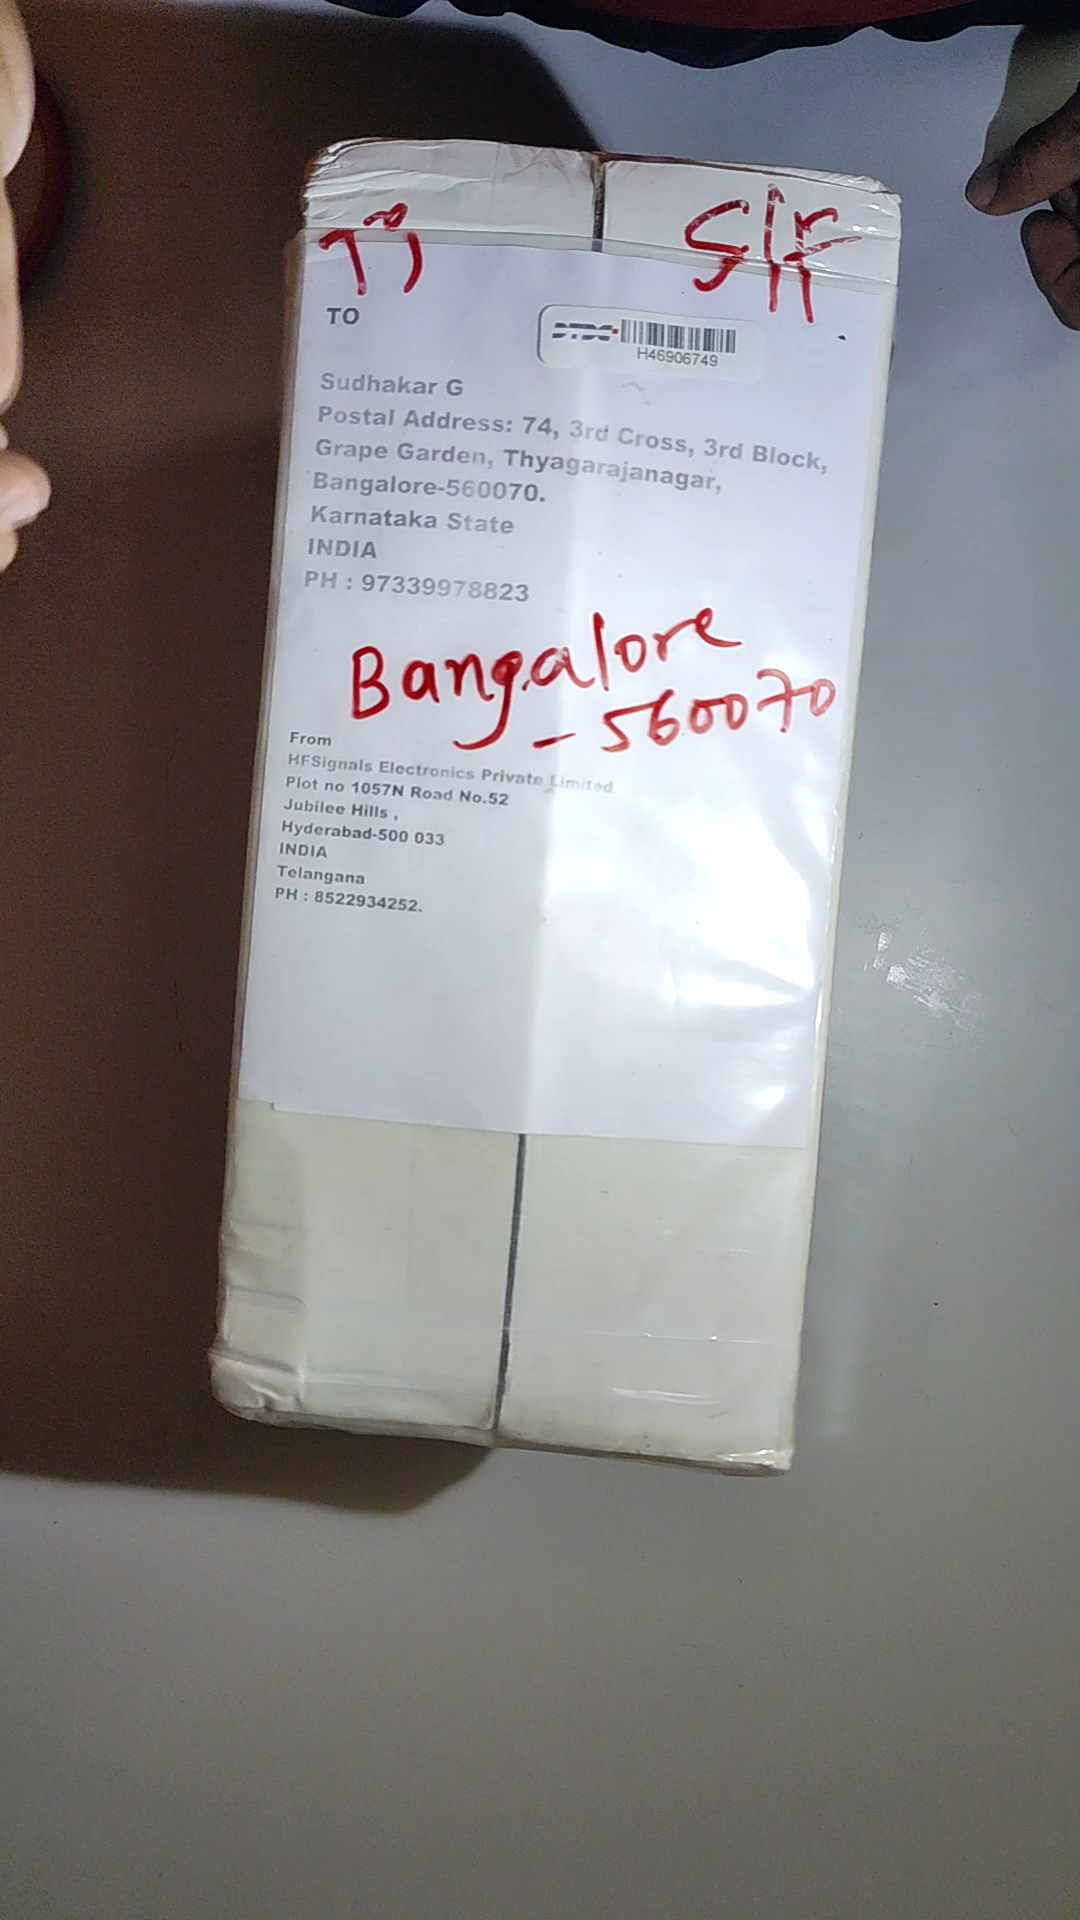 TO
DTDC
H46906749
Sudhakar G
Postal Address: 74, 3rd Cross, 3rd Block,
Grape Garden, Thyagarajanagar,
Bangalore-560070.
Karnataka State
INDIA
PH : 97339978823
Bangalore
- 560070
From
HFSignals Electronics Private Limited
Plot no 1057N Road No.52
Jubilee Hills ,
Hyderabad-500 033
INDIA
Telangana
PH : 8522934252.